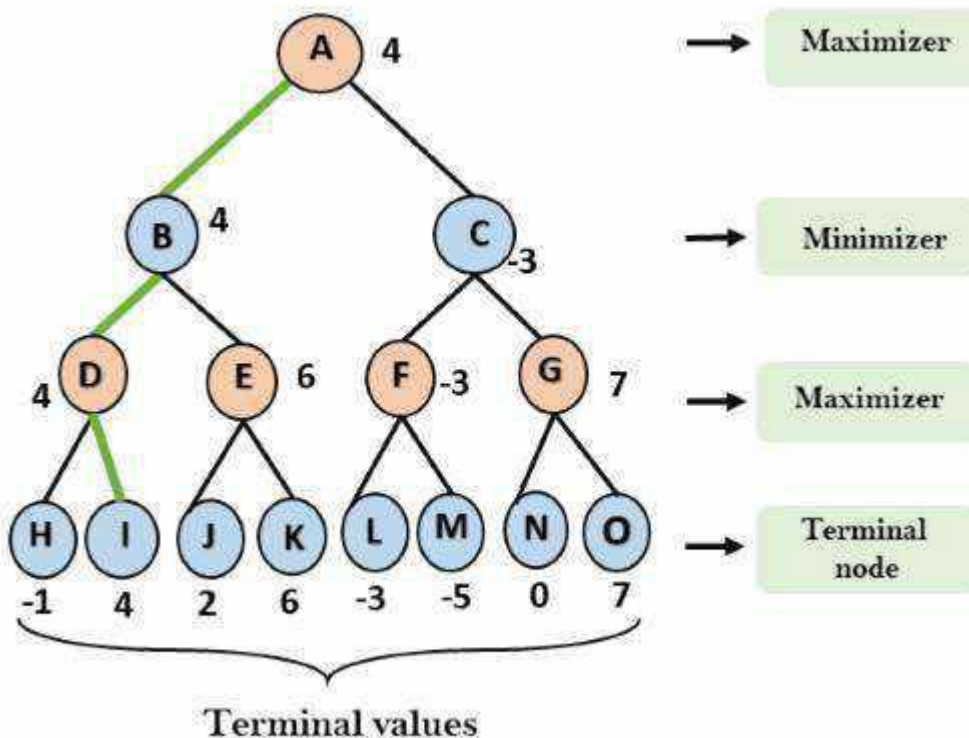 A 4 Maximizer
B 4 C -3 Minimizer
D 4 E 6 F -3 G 7 Maximizer
H I J K L M N O Terminal
node
-1 4 2 6 -3 -5 0 7
Terminal values